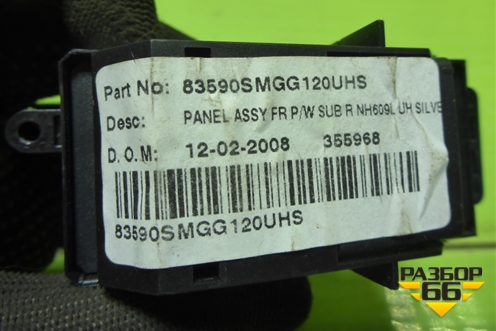 Part No: 83590SMGG120UHS
Desc: PANEL ASSY FR P/W SUB R NH609L UH SILVE
D.O.M: 12-02-2008 355968
83590SMGG120UHS
РАЗБОР
66